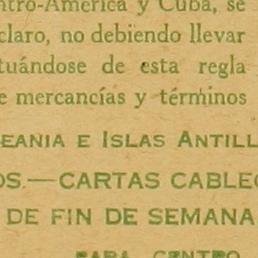 ntro-América y Cuba, se
claro, no debiendo llevar
tuándose de esta regla
e mercancías y términos
EANIA E ISLAS ANTILL
OS.—CARTAS CABLEG
DE FIN DE SEMANA
PARA CENTRO